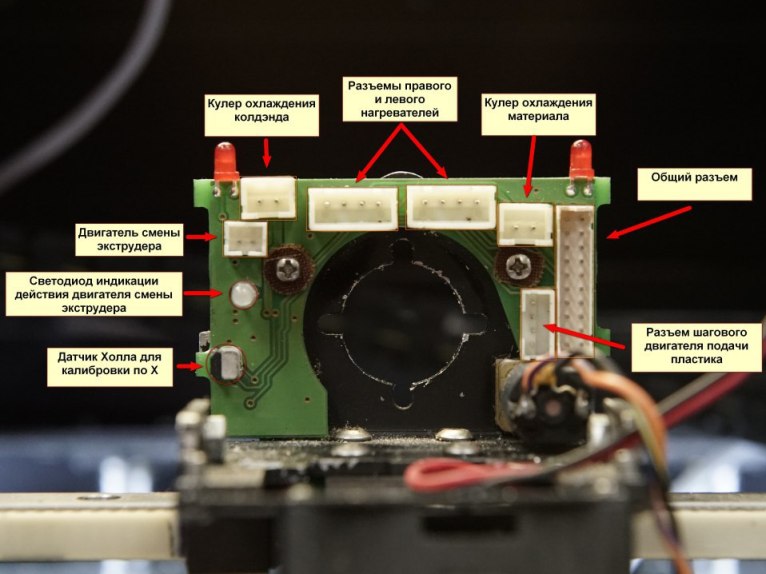 Кулер охлаждения
колдэнда
Разъемы правого
и левого
нагревателей
Кулер охлаждения
материала
Общий разъем
Двигатель смены
экструдера
Светодиод индикации
действия двигателя смены
экструдера
Датчик Холла для
калибровки по X
Разъем шагового
двигателя подачи
пластика